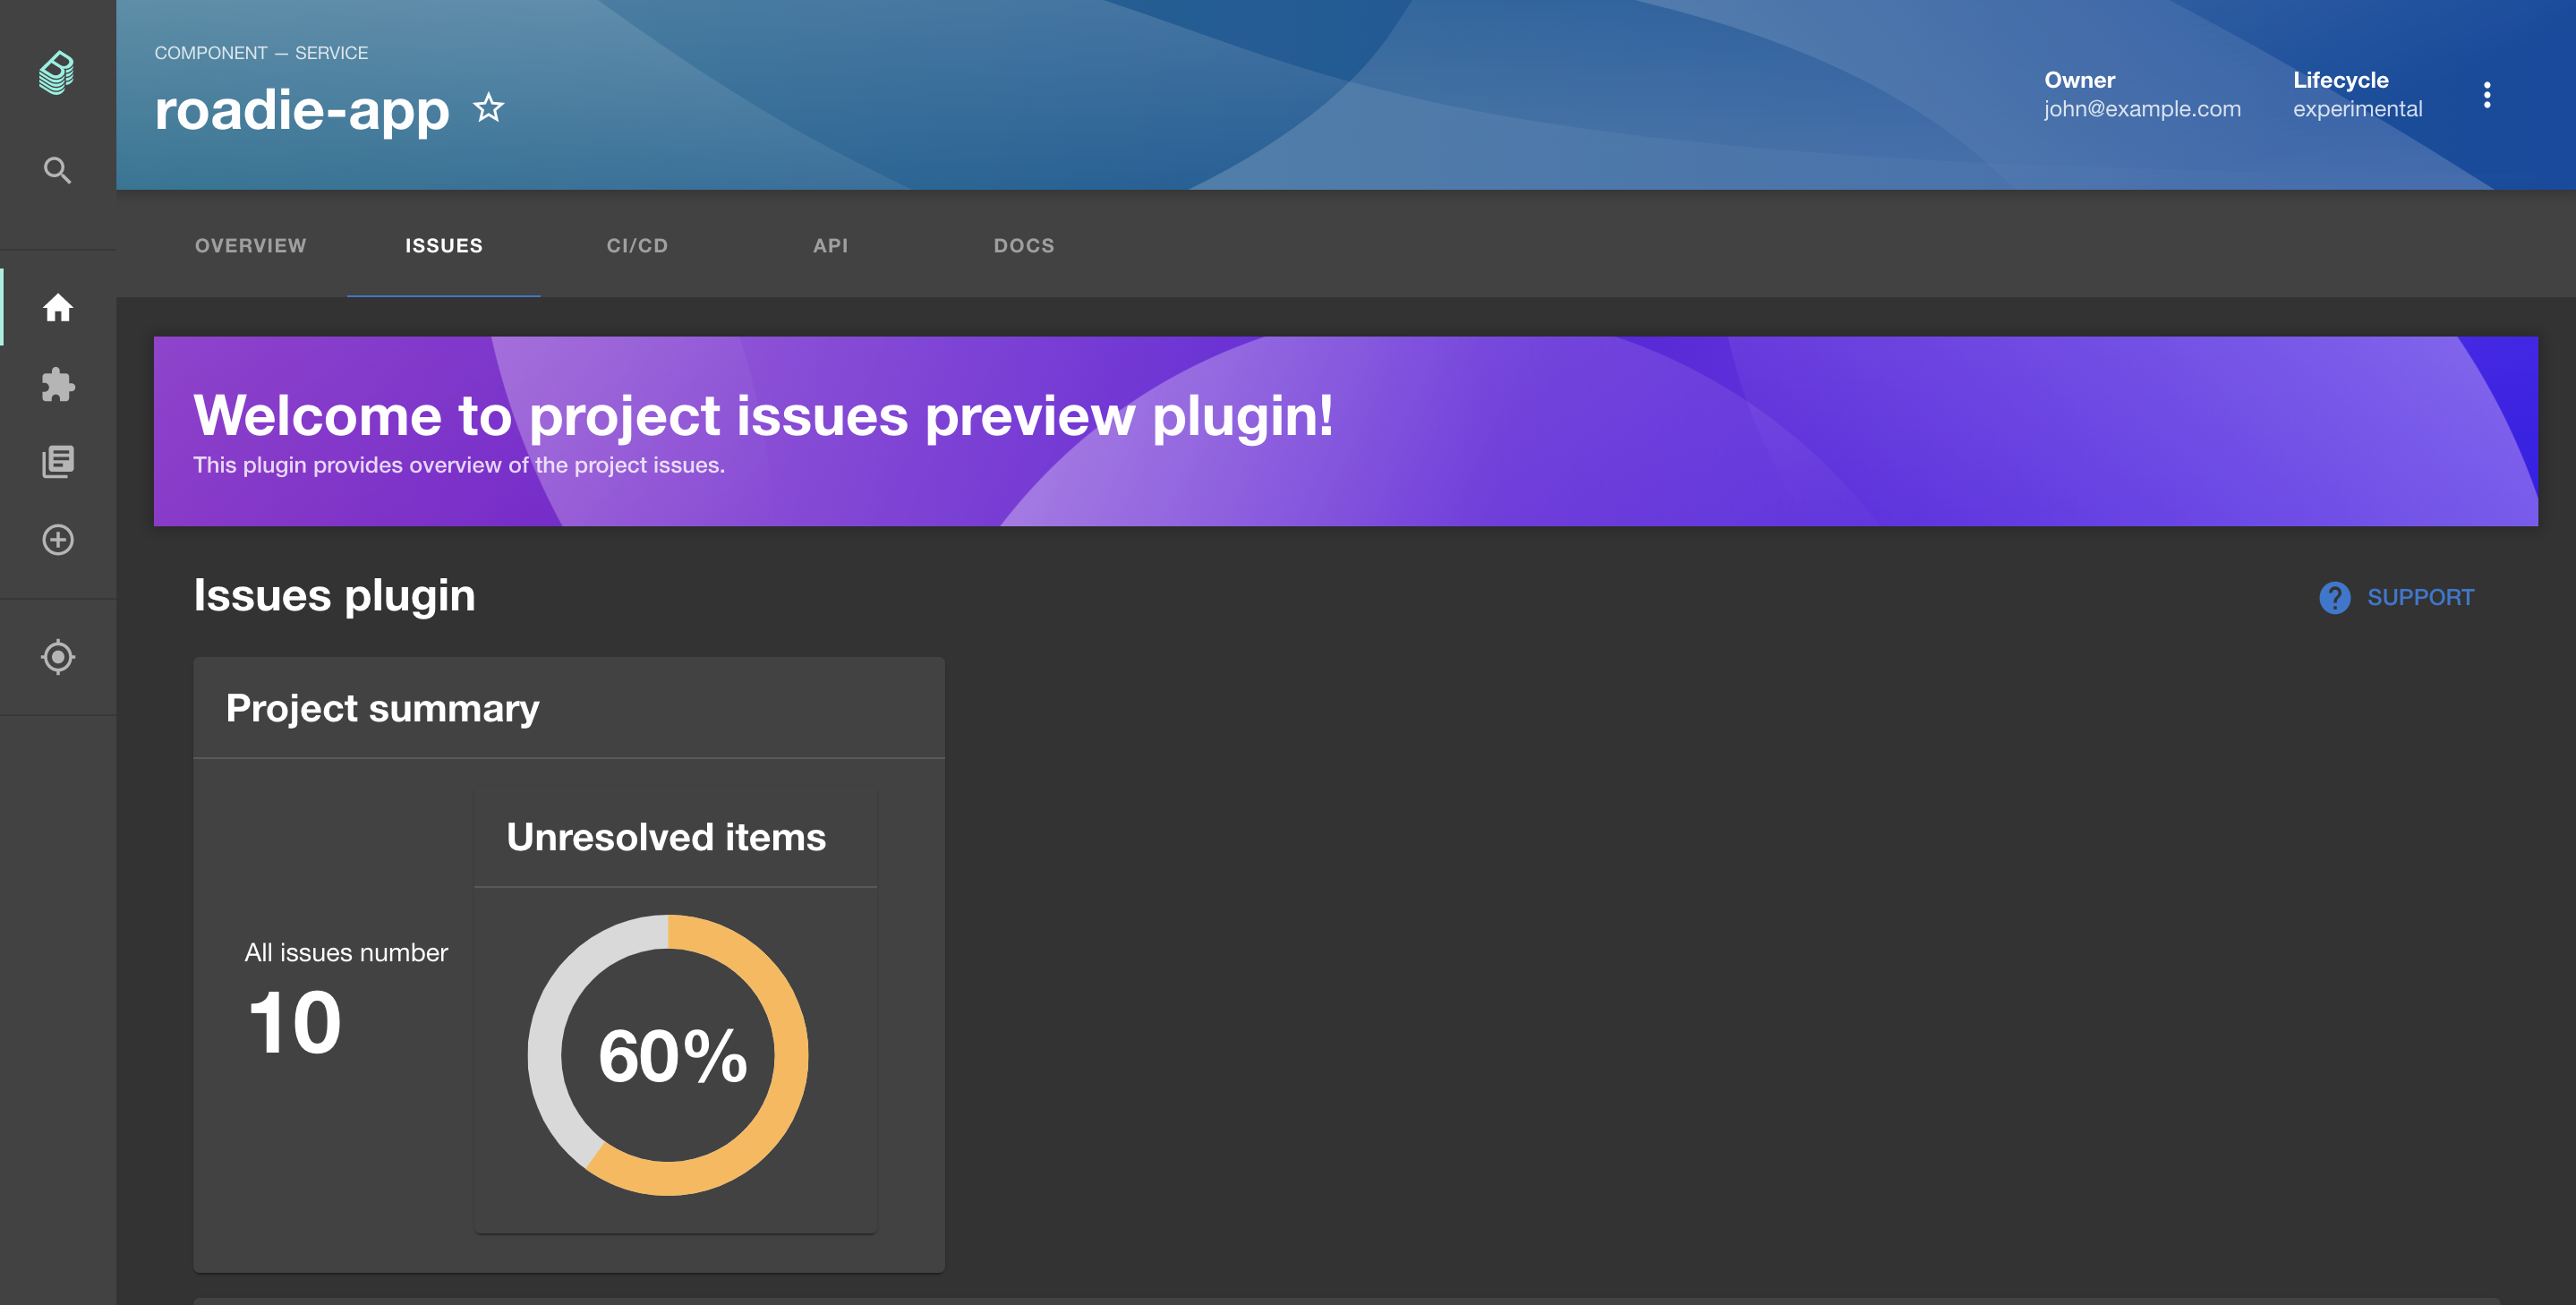 COMPONENT — SERVICE
roadie-app
Owner
john@example.com
Lifecycle
experimental
OVERVIEW
ISSUES
CI/CD
API
DOCS
Welcome to project issues preview plugin!
This plugin provides overview of the project issues.
Issues plugin
SUPPORT
Project summary
Unresolved items
All issues number
10
60%